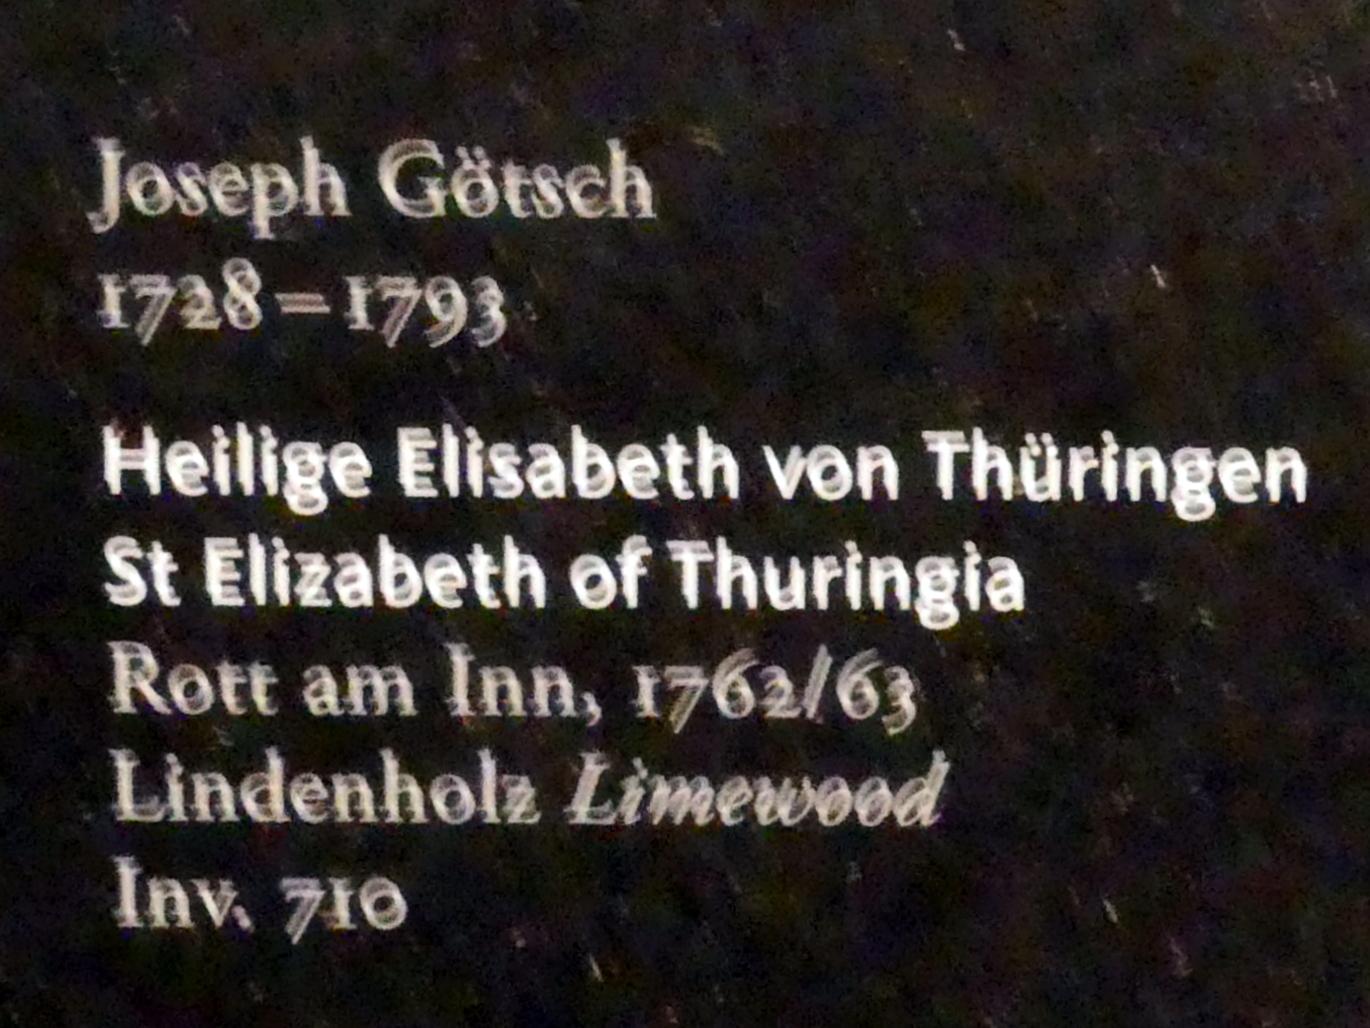 Joseph Götsch
1728 – 1793
Heilige Elisabeth von Thüringen
St Elizabeth of Thuringia
Rott am Inn, 1762/63
Lindenholz Limewood
Inv. 710